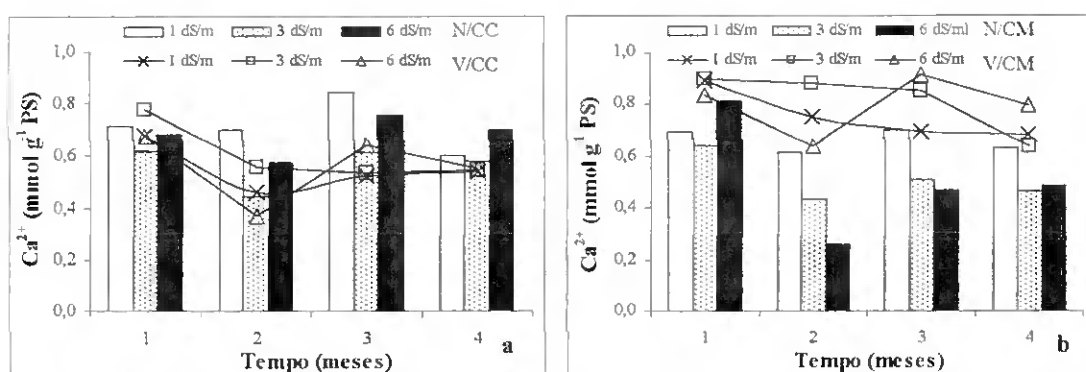 1 dS/m 3 dS/m 6 dS/m N/CC
1 dS/m 3 dS/m 6 dS/m V/CC
Ca²⁺ (mmol g⁻¹ PS)
1,0
0,8
0,6
0,4
0,2
0,0
1 2 3 4
Tempo (meses) a
1 dS/m 3 dS/m 6 dS/ml N/CM
1 dS/m 3 dS/m 6 dS/m V/CM
Ca²⁺ (mmol g⁻¹ PS)
1,0
0,8
0,6
0,4
0,2
0,0
1 2 3 4
Tempo (meses) b